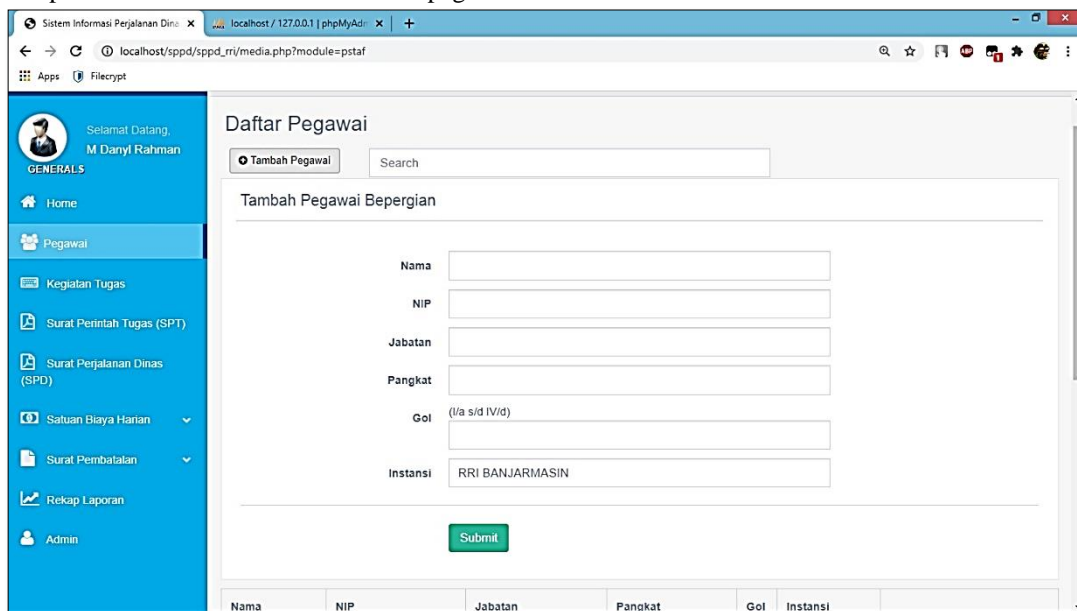 Sistem Informasi Perjalanan Dina
localhost / 127.0.0.1 | phpMyAdm
localhost/sppd/sppd_rri/media.php?module=pstaf
Apps
Filecrypt
Selamat Datang,
M Danyl Rahman
GENERALS
Home
Pegawai
Kegiatan Tugas
Surat Perintah Tugas (SPT)
Surat Perjalanan Dinas
(SPD)
Satuan Biaya Harian
Surat Pembatalan
Rekap Laporan
Admin
Daftar Pegawai
Tambah Pegawai
Search
Tambah Pegawai Bepergian
Nama
NIP
Jabatan
Pangkat
Gol (I/a s/d IV/d)
Instansi RRI BANJARMASIN
Submit
Nama NIP Jabatan Pangkat Gol Instansi